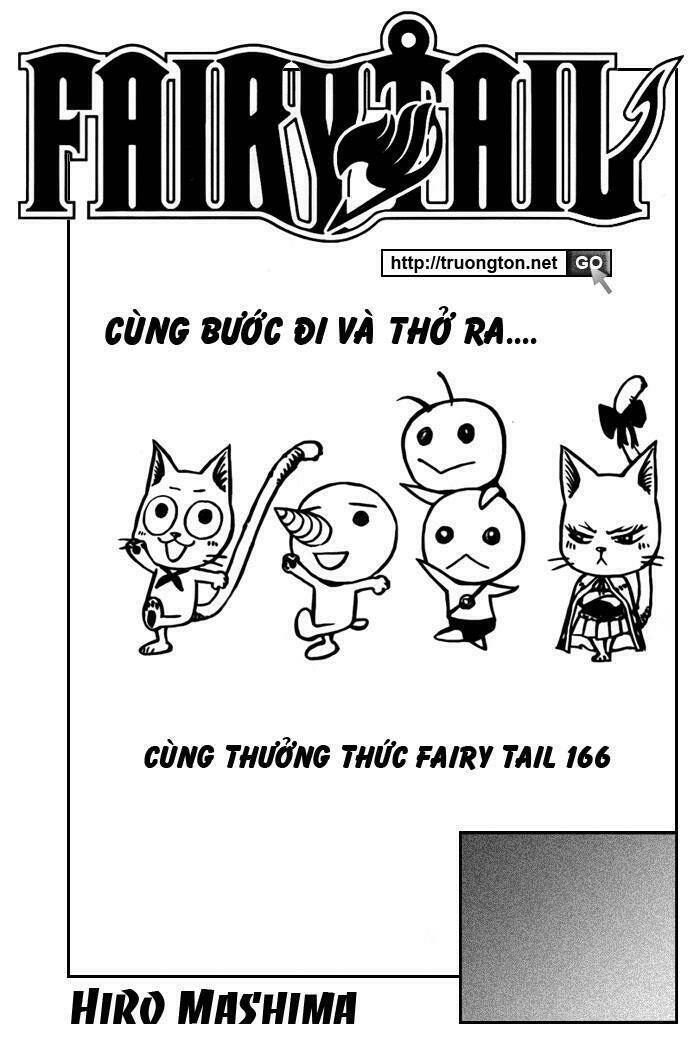 FAIRY TAIL
http://truongton.net GO
CÙNG BƯỚC ĐI VÀ THỞ RA....
CÙNG THƯỞNG THỨC FAIRY TAIL 166
HIRO MASHIMA